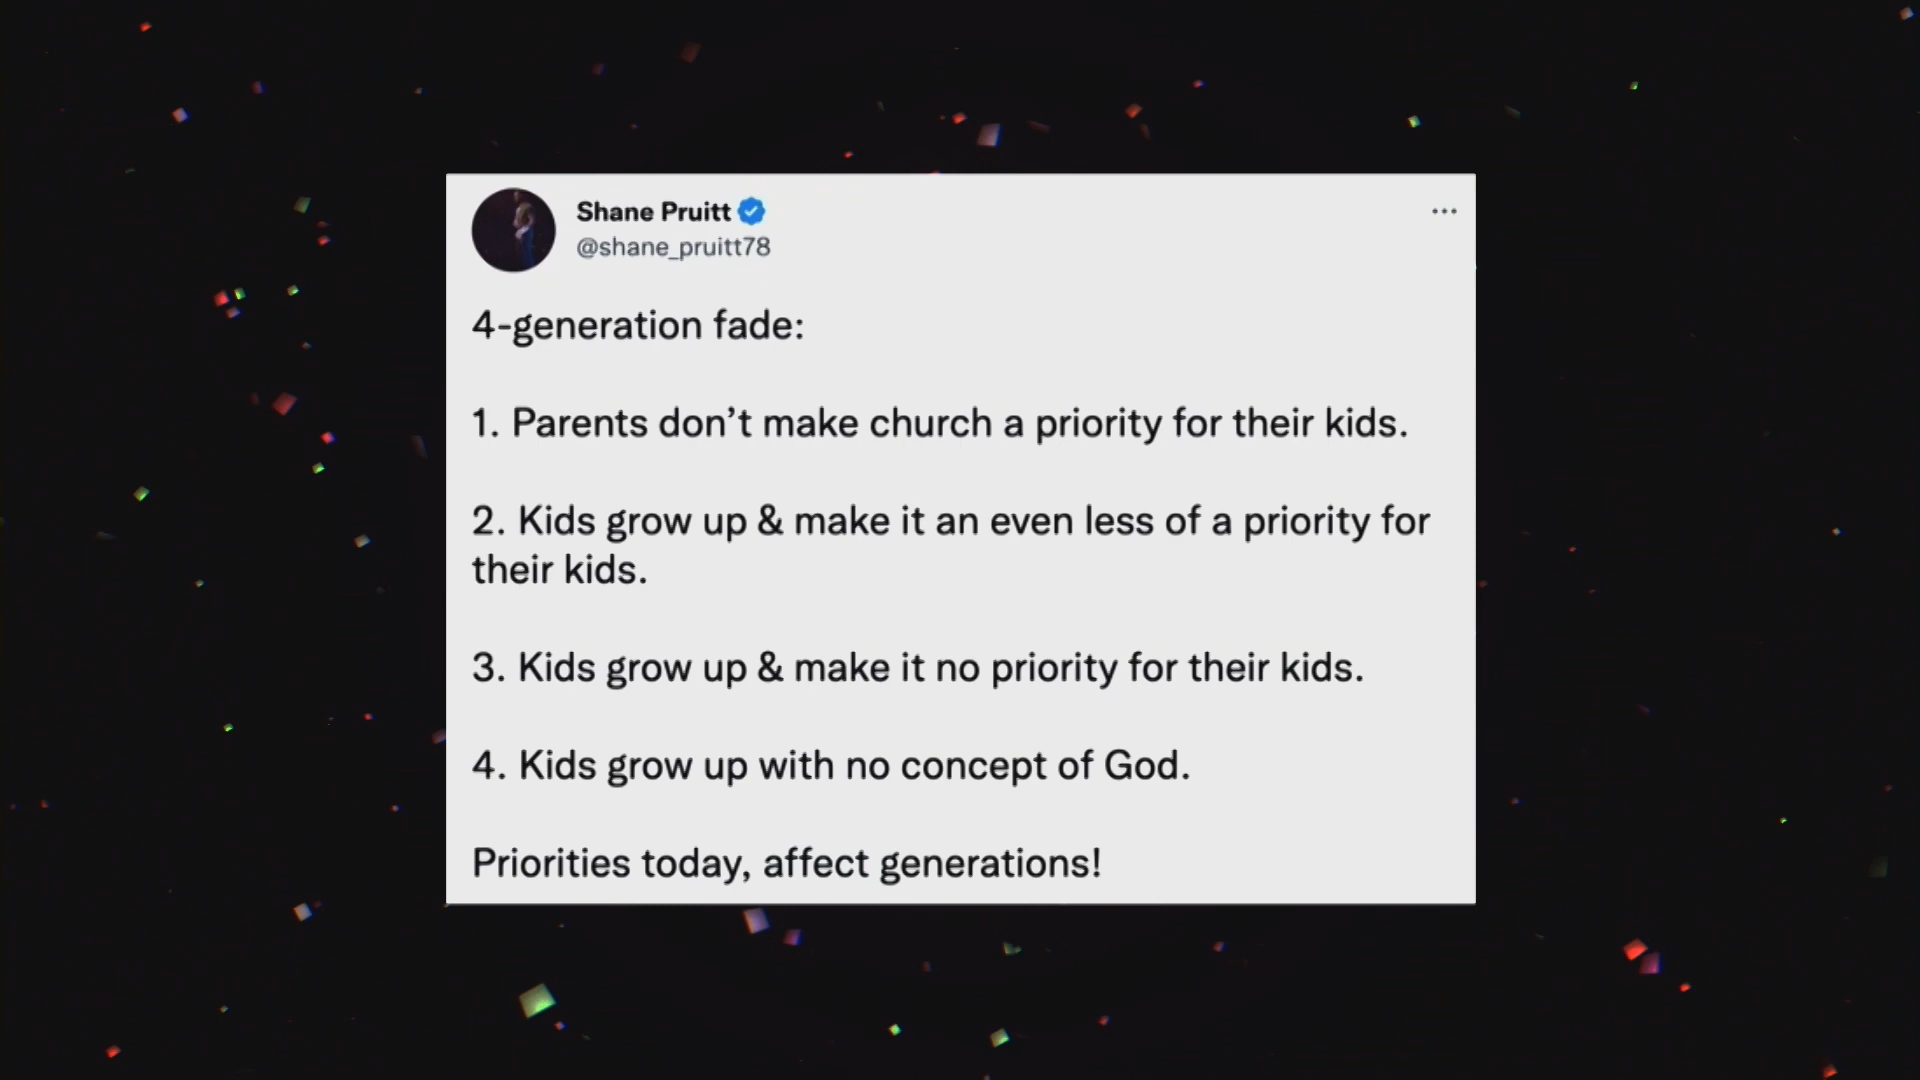 Shane Pruitt
@shane_pruitt78
4-generation fade:
1. Parents don’t make church a priority for their kids.
2. Kids grow up & make it an even less of a priority for
their kids.
3. Kids grow up & make it no priority for their kids.
4. Kids grow up with no concept of God.
Priorities today, affect generations!